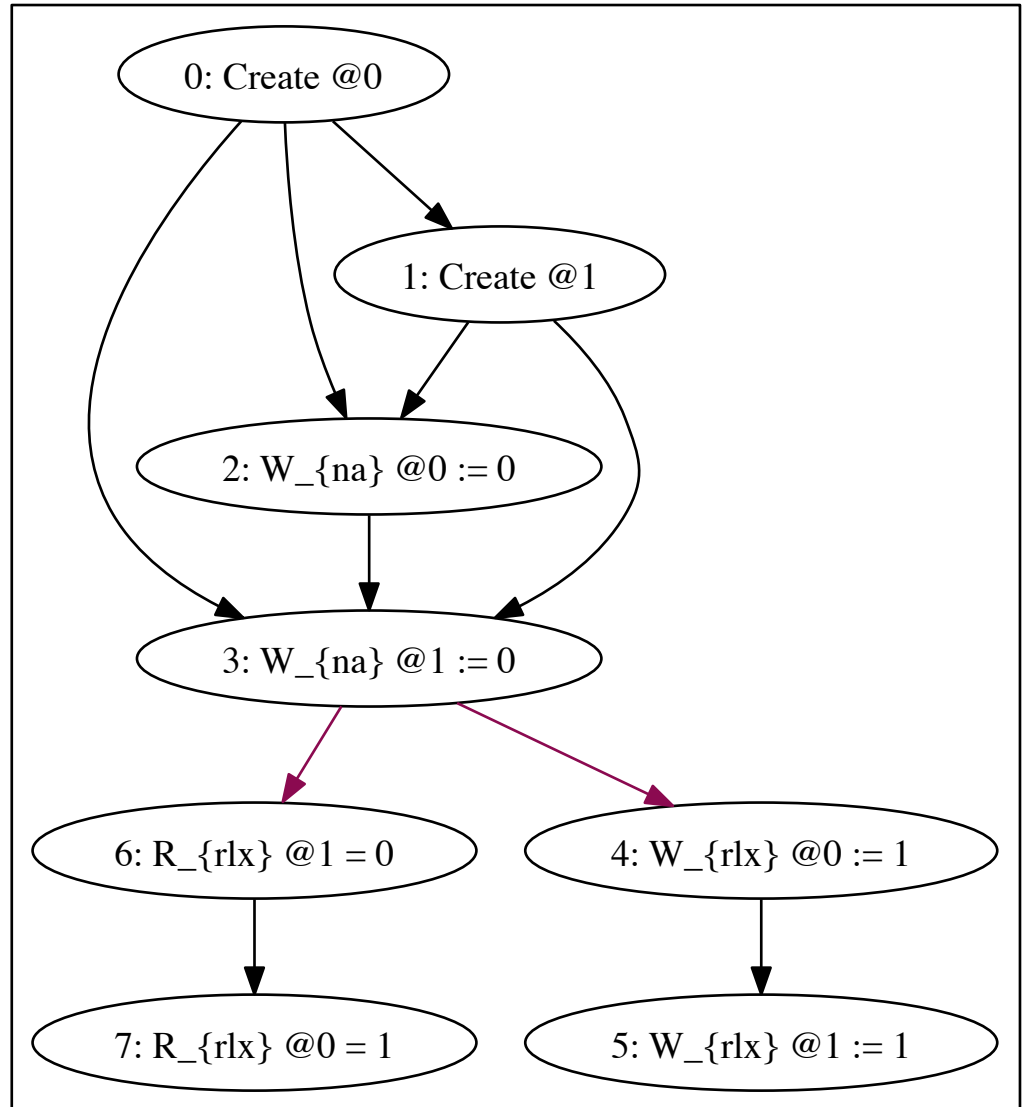 0: Create @0
1: Create @1
2: W_{na} @0 := 0
3: W_{na} @1 := 0
6: R_{rlx} @1 = 0
4: W_{rlx} @0 := 1
7: R_{rlx} @0 = 1
5: W_{rlx} @1 := 1